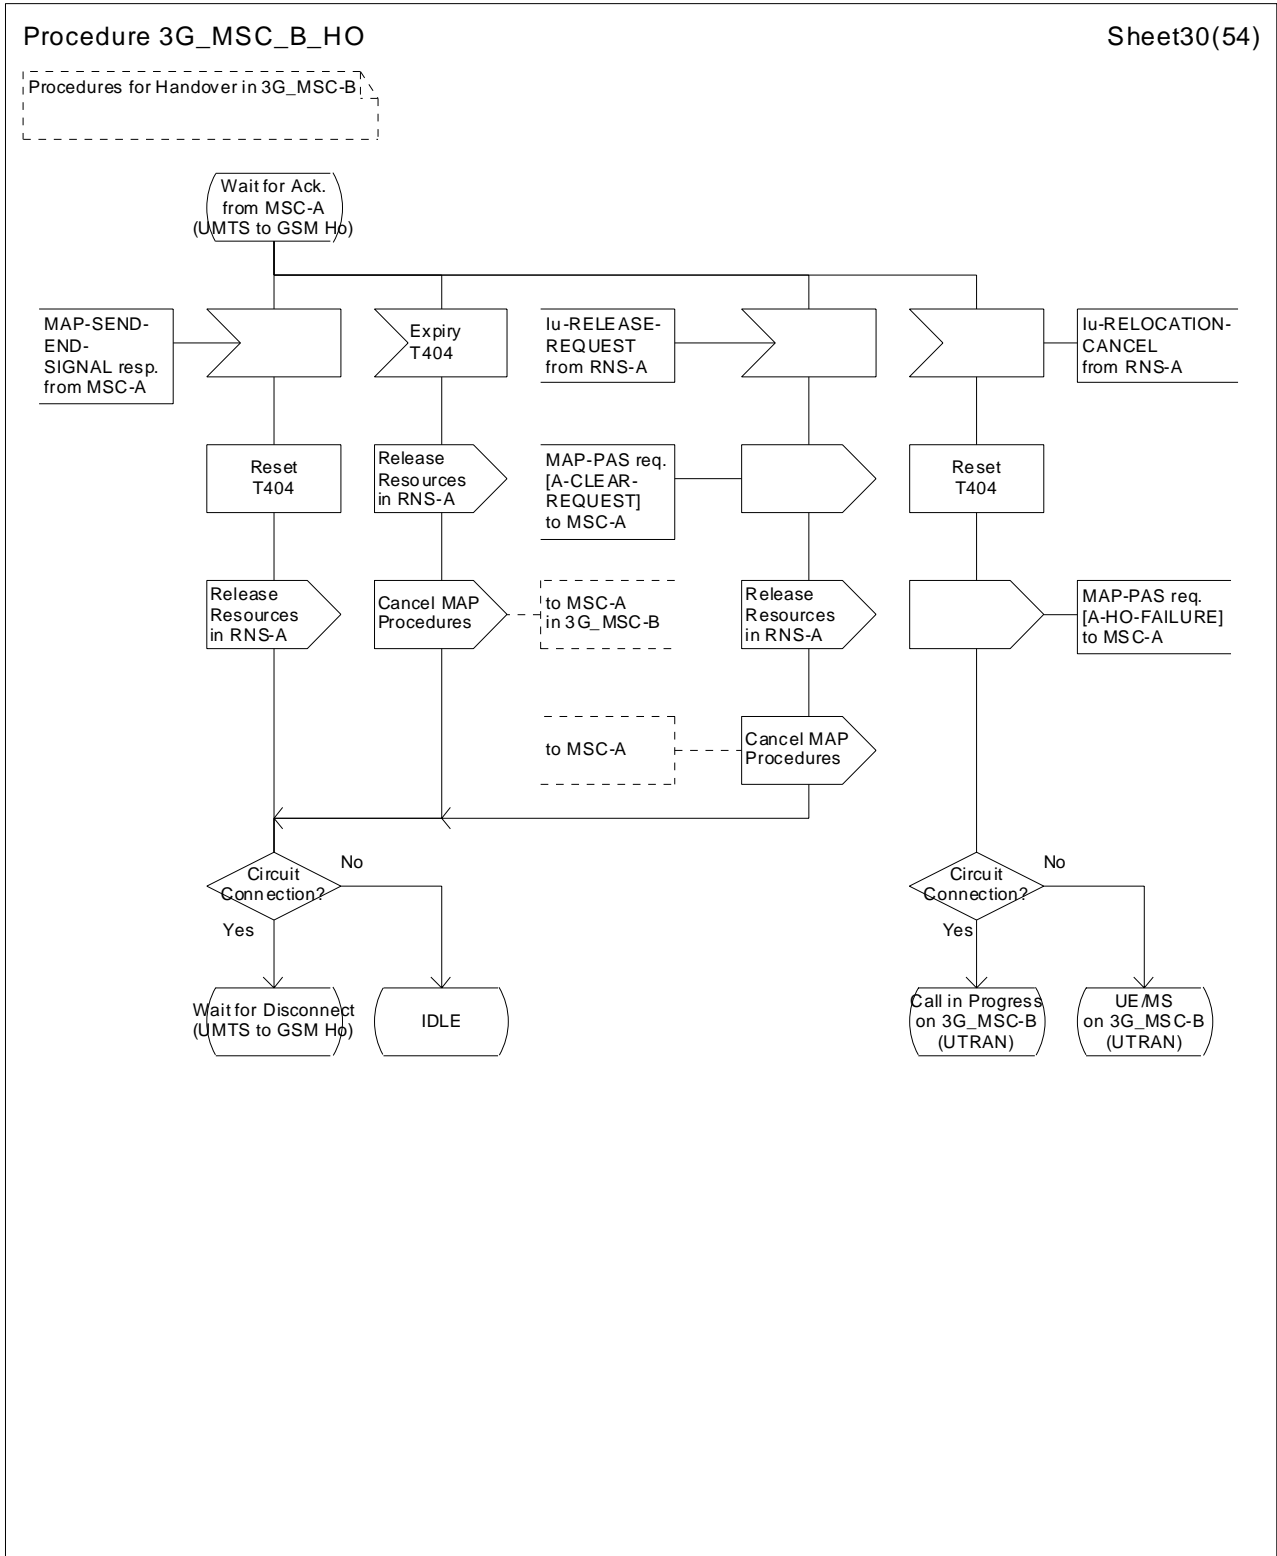 Procedure 3G_MSC_B_HO
Sheet30(54)
Procedures for Handover in 3G_MSC-B
Wait for Ack.
from MSC-A
(UMTS to GSM Ho)
MAP-SEND-
END-
SIGNAL resp.
from MSC-A
Expiry
T404
Iu-RELEASE-
REQUEST
from RNS-A
Iu-RELOCATION-
CANCEL
from RNS-A
Reset
T404
Release
Resources
in RNS-A
MAP-PAS req.
[A-CLEAR-
REQUEST]
to MSC-A
Reset
T404
Release
Resources
in RNS-A
Cancel MAP
Procedures
to MSC-A
in 3G_MSC-B
Release
Resources
in RNS-A
MAP-PAS req.
[A-HO-FAILURE]
to MSC-A
to MSC-A
Cancel MAP
Procedures
Circuit
Connection?
No
Yes
Circuit
Connection?
No
Yes
Wait for Disconnect
(UMTS to GSM Ho)
IDLE
Call in Progress
on 3G_MSC-B
(UTRAN)
UE/MS
on 3G_MSC-B
(UTRAN)